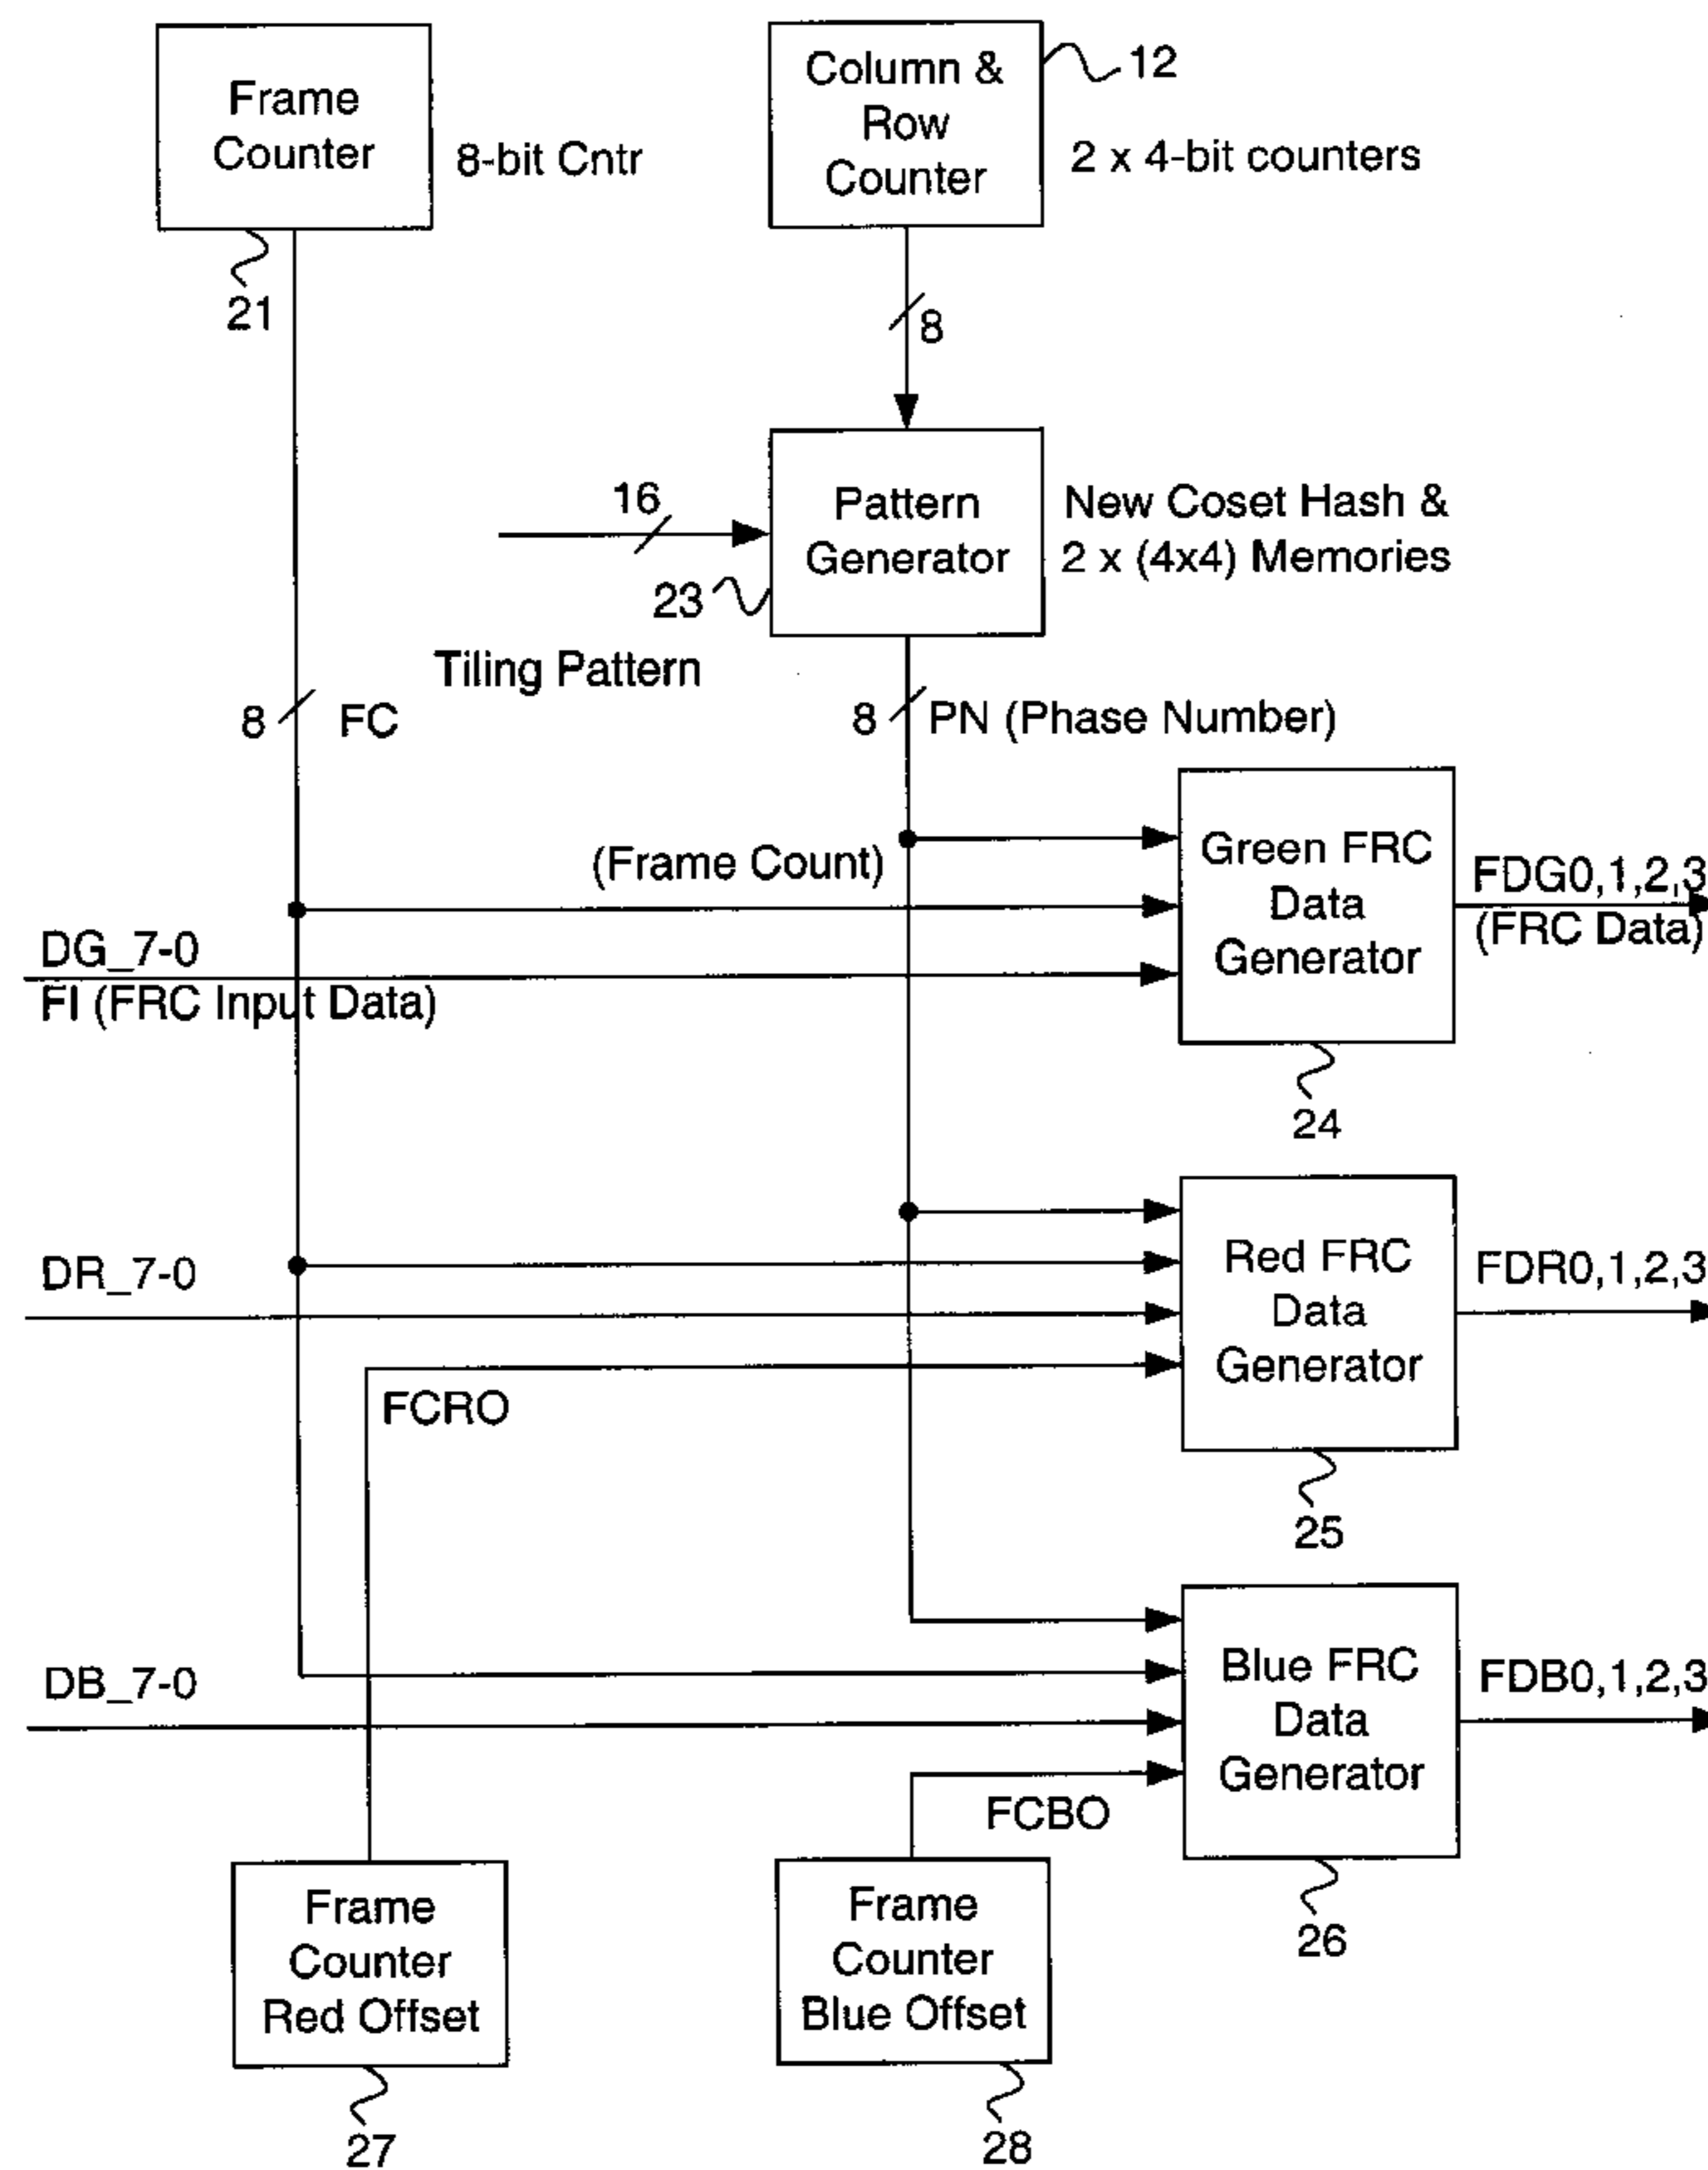 Frame
Counter
8-bit Cntr
21
Column &
Row
Counter
12
2 x 4-bit counters
8
16
Pattern
Generator
23
New Coset Hash &
2 x (4x4) Memories
Tiling Pattern
8
FC
8
PN (Phase Number)
(Frame Count)
Green FRC
Data
Generator
FDG0,1,2,3
(FRC Data)
DG_7-0
FI (FRC Input Data)
24
DR_7-0
Red FRC
Data
Generator
FDR0,1,2,3
FCRO
25
DB_7-0
Blue FRC
Data
Generator
FDB0,1,2,3
FCBO
26
Frame
Counter
Red Offset
27
Frame
Counter
Blue Offset
28